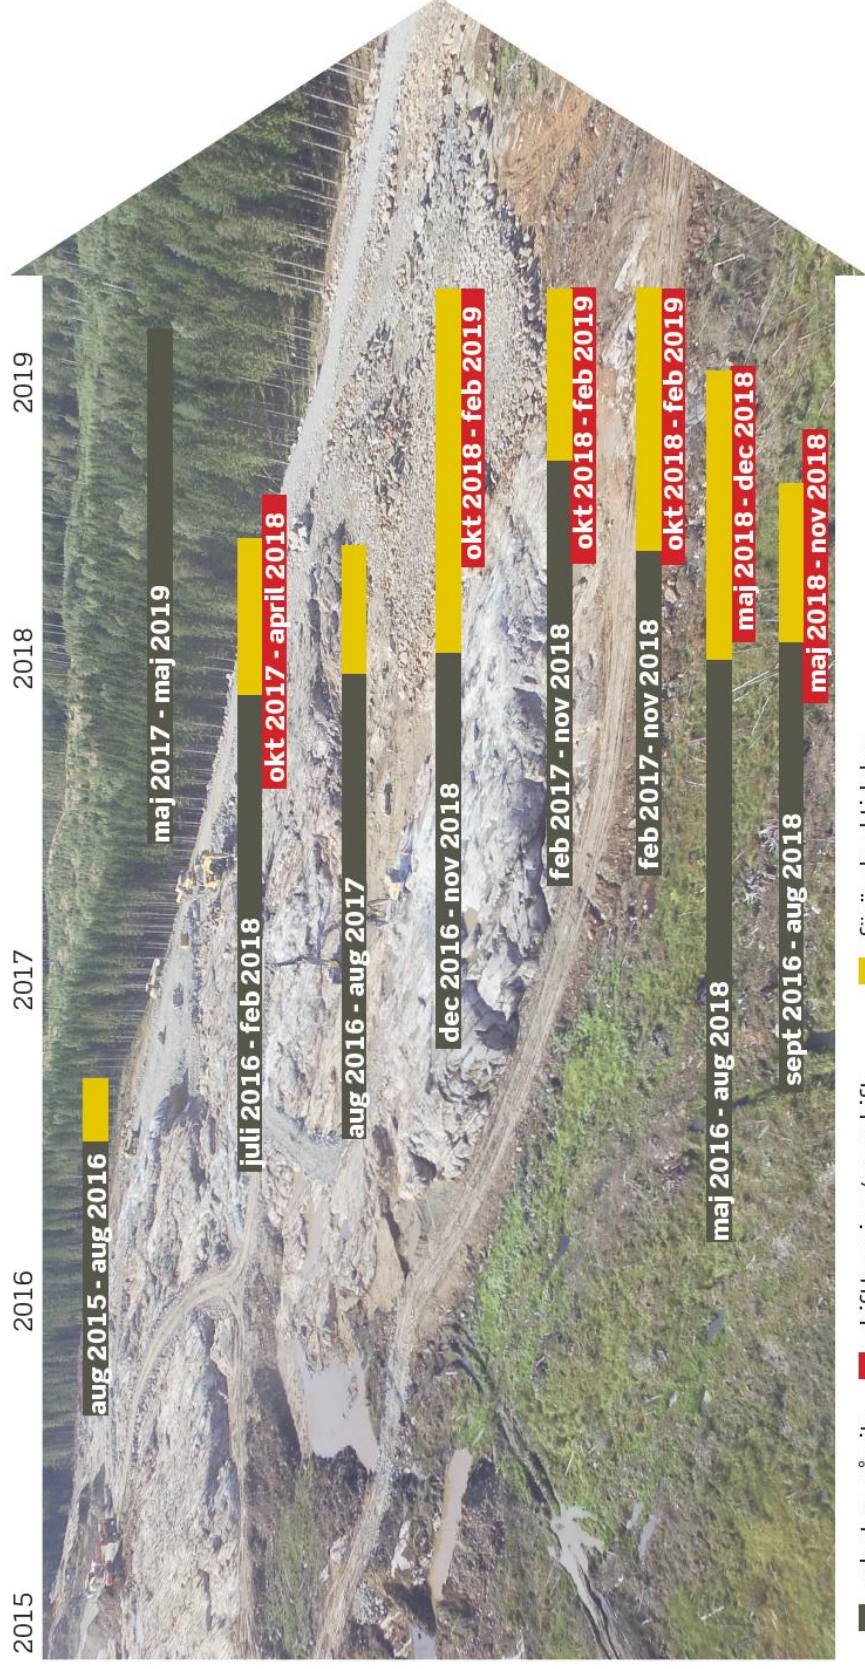 2015
2016
2017
2018
2019
aug 2015 - aug 2016
maj 2017 - maj 2019
juli 2016 - feb 2018
okt 2017 - april 2018
aug 2016 - aug 2017
dec 2016 - nov 2018
okt 2018 - feb 2019
feb 2017 - nov 2018
okt 2018 - feb 2019
feb 2017- nov 2018
okt 2018 - feb 2019
maj 2016 - aug 2018
maj 2018 - dec 2018
sept 2016 - aug 2018
maj 2018 - nov 2018